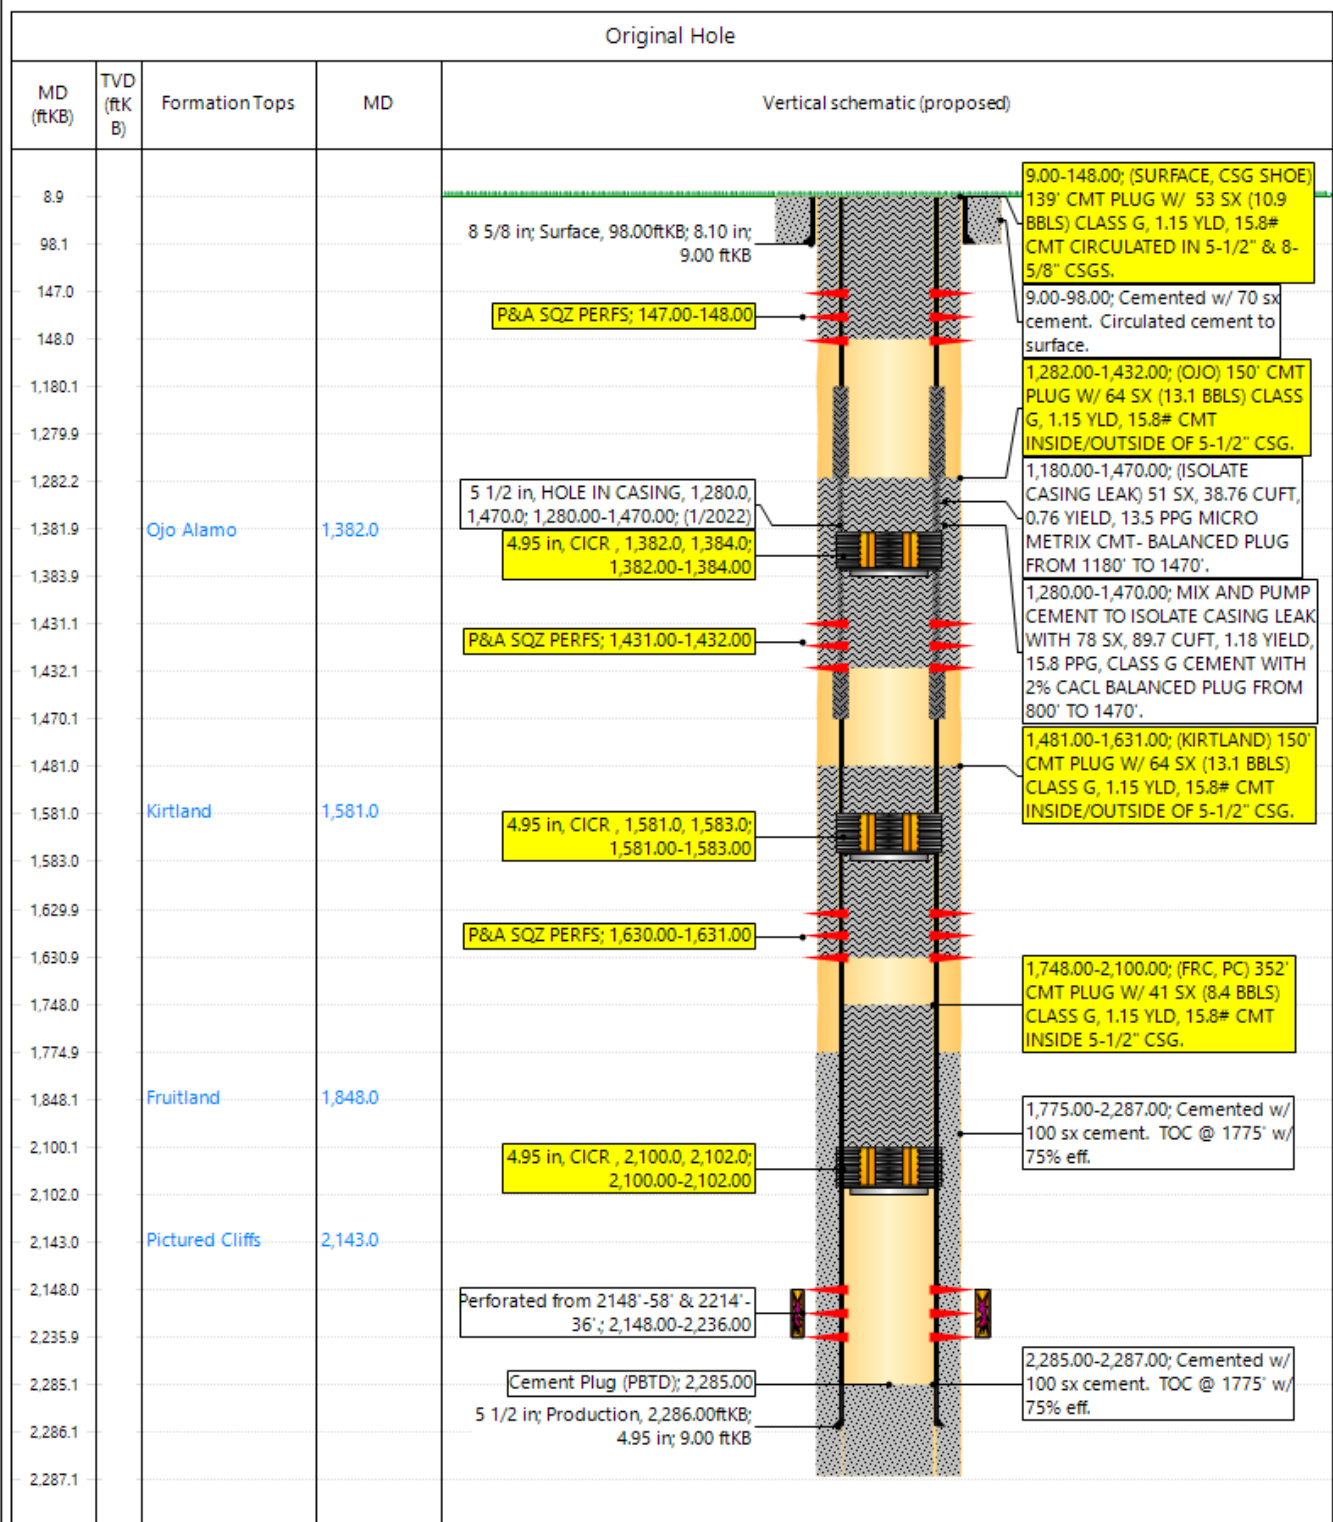 Original Hole
MD
(ftKB)
TVD
(ftK
B)
Formation Tops
MD
Vertical schematic (proposed)
8.9
98.1
147.0
148.0
1,180.1
1,279.9
1,282.2
1,381.9
1,383.9
1,431.1
1,432.1
1,470.1
1,481.0
1,581.0
1,583.0
1,629.9
1,630.9
1,748.0
1,774.9
1,848.1
2,100.1
2,102.0
2,143.0
2,148.0
2,235.9
2,285.1
2,286.1
2,287.1
Ojo Alamo
1,382.0
Kirtland
1,581.0
Fruitland
1,848.0
Pictured Cliffs
2,143.0
8 5/8 in; Surface, 98.00ftKB; 8.10 in;
9.00 ftKB
P&A SQZ PERFS; 147.00-148.00
5 1/2 in, HOLE IN CASING, 1,280.0,
1,470.0; 1,280.00-1,470.00; (1/2022)
4.95 in, CICR , 1,382.0, 1,384.0;
1,382.00-1,384.00
P&A SQZ PERFS; 1,431.00-1,432.00
4.95 in, CICR , 1,581.0, 1,583.0;
1,581.00-1,583.00
P&A SQZ PERFS; 1,630.00-1,631.00
4.95 in, CICR , 2,100.0, 2,102.0;
2,100.00-2,102.00
Perforated from 2148'-58' & 2214'-
36'.; 2,148.00-2,236.00
Cement Plug (PBTD); 2,285.00
5 1/2 in; Production, 2,286.00ftKB;
4.95 in; 9.00 ftKB
9.00-148.00; (SURFACE, CSG SHOE)
139' CMT PLUG W/ 53 SX (10.9
BBLS) CLASS G, 1.15 YLD, 15.8#
CMT CIRCULATED IN 5-1/2" & 8-
5/8" CSGS.
9.00-98.00; Cemented w/ 70 sx
cement. Circulated cement to
surface.
1,282.00-1,432.00; (OJO) 150' CMT
PLUG W/ 64 SX (13.1 BBLS) CLASS
G, 1.15 YLD, 15.8# CMT
INSIDE/OUTSIDE OF 5-1/2" CSG.
1,180.00-1,470.00; (ISOLATE
CASING LEAK) 51 SX, 38.76 CUFT,
0.76 YIELD, 13.5 PPG MICRO
METRIX CMT- BALANCED PLUG
FROM 1180' TO 1470'.
1,280.00-1,470.00; MIX AND PUMP
CEMENT TO ISOLATE CASING LEAK
WITH 78 SX, 89.7 CUFT, 1.18 YIELD,
15.8 PPG, CLASS G CEMENT WITH
2% CACL BALANCED PLUG FROM
800' TO 1470'.
1,481.00-1,631.00; (KIRTLAND) 150'
CMT PLUG W/ 64 SX (13.1 BBLS)
CLASS G, 1.15 YLD, 15.8# CMT
INSIDE/OUTSIDE OF 5-1/2" CSG.
1,748.00-2,100.00; (FRC, PC) 352'
CMT PLUG W/ 41 SX (8.4 BBLS)
CLASS G, 1.15 YLD, 15.8# CMT
INSIDE 5-1/2" CSG.
1,775.00-2,287.00; Cemented w/
100 sx cement. TOC @ 1775' w/
75% eff.
2,285.00-2,287.00; Cemented w/
100 sx cement. TOC @ 1775' w/
75% eff.